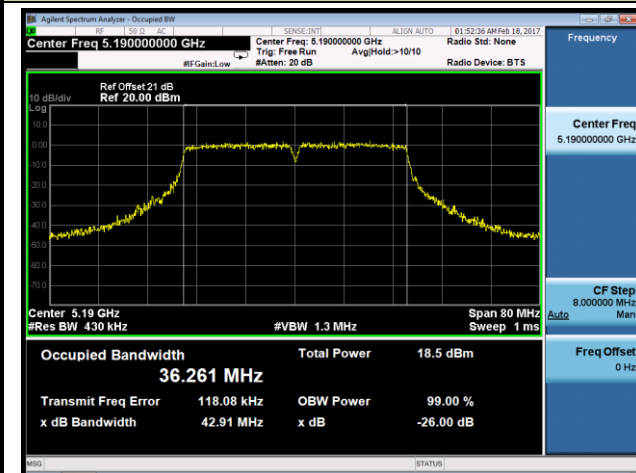 Agilent Spectrum Analyzer - Occupied BW
RF 50 Ω AC SENSE:INT ALIGN AUTO 01:52:36 AM Feb 18, 2017
Center Freq 5.190000000 GHz Center Freq: 5.190000000 GHz Radio Std: None
Trig: Free Run Avg|Hold:>10/10
#IFGain:Low #Atten: 20 dB Radio Device: BTS
Frequency
Ref Offset 21 dB
10 dB/div Ref 20.00 dBm
Log
10.0
0.00
-10.0
-20.0
-30.0
-40.0
-50.0
-60.0
-70.0
Center Freq
5.190000000 GHz
Center 5.19 GHz Span 80 MHz
#Res BW 430 kHz #VBW 1.3 MHz Sweep 1 ms
CF Step
8.000000 MHz
Auto Man
Occupied Bandwidth Total Power 18.5 dBm
36.261 MHz
Transmit Freq Error 118.08 kHz OBW Power 99.00 %
x dB Bandwidth 42.91 MHz x dB -26.00 dB
Freq Offset
0 Hz
MSG STATUS